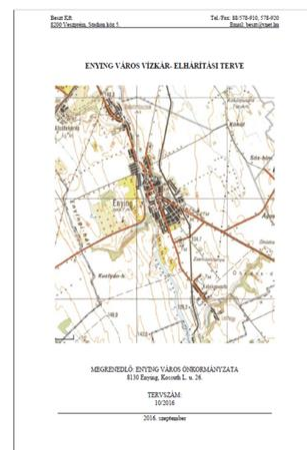 Beszt Kft.
Tel./Fax: 88/578-910, 578-920
8200 Veszprém, Stadion köz 5.
Email: beszt@vnet.hu
ENYING VÁROS VÍZKÁR- ELHÁRÍTÁSI TERVE
Enying
Kustyán-h.
MEGRENDELŐ: ENYING VÁROS ÖNKORMÁNYZATA
8130 Enying, Kossuth L. u. 26.
TERVSZÁM:
10/2016
2016. szeptember